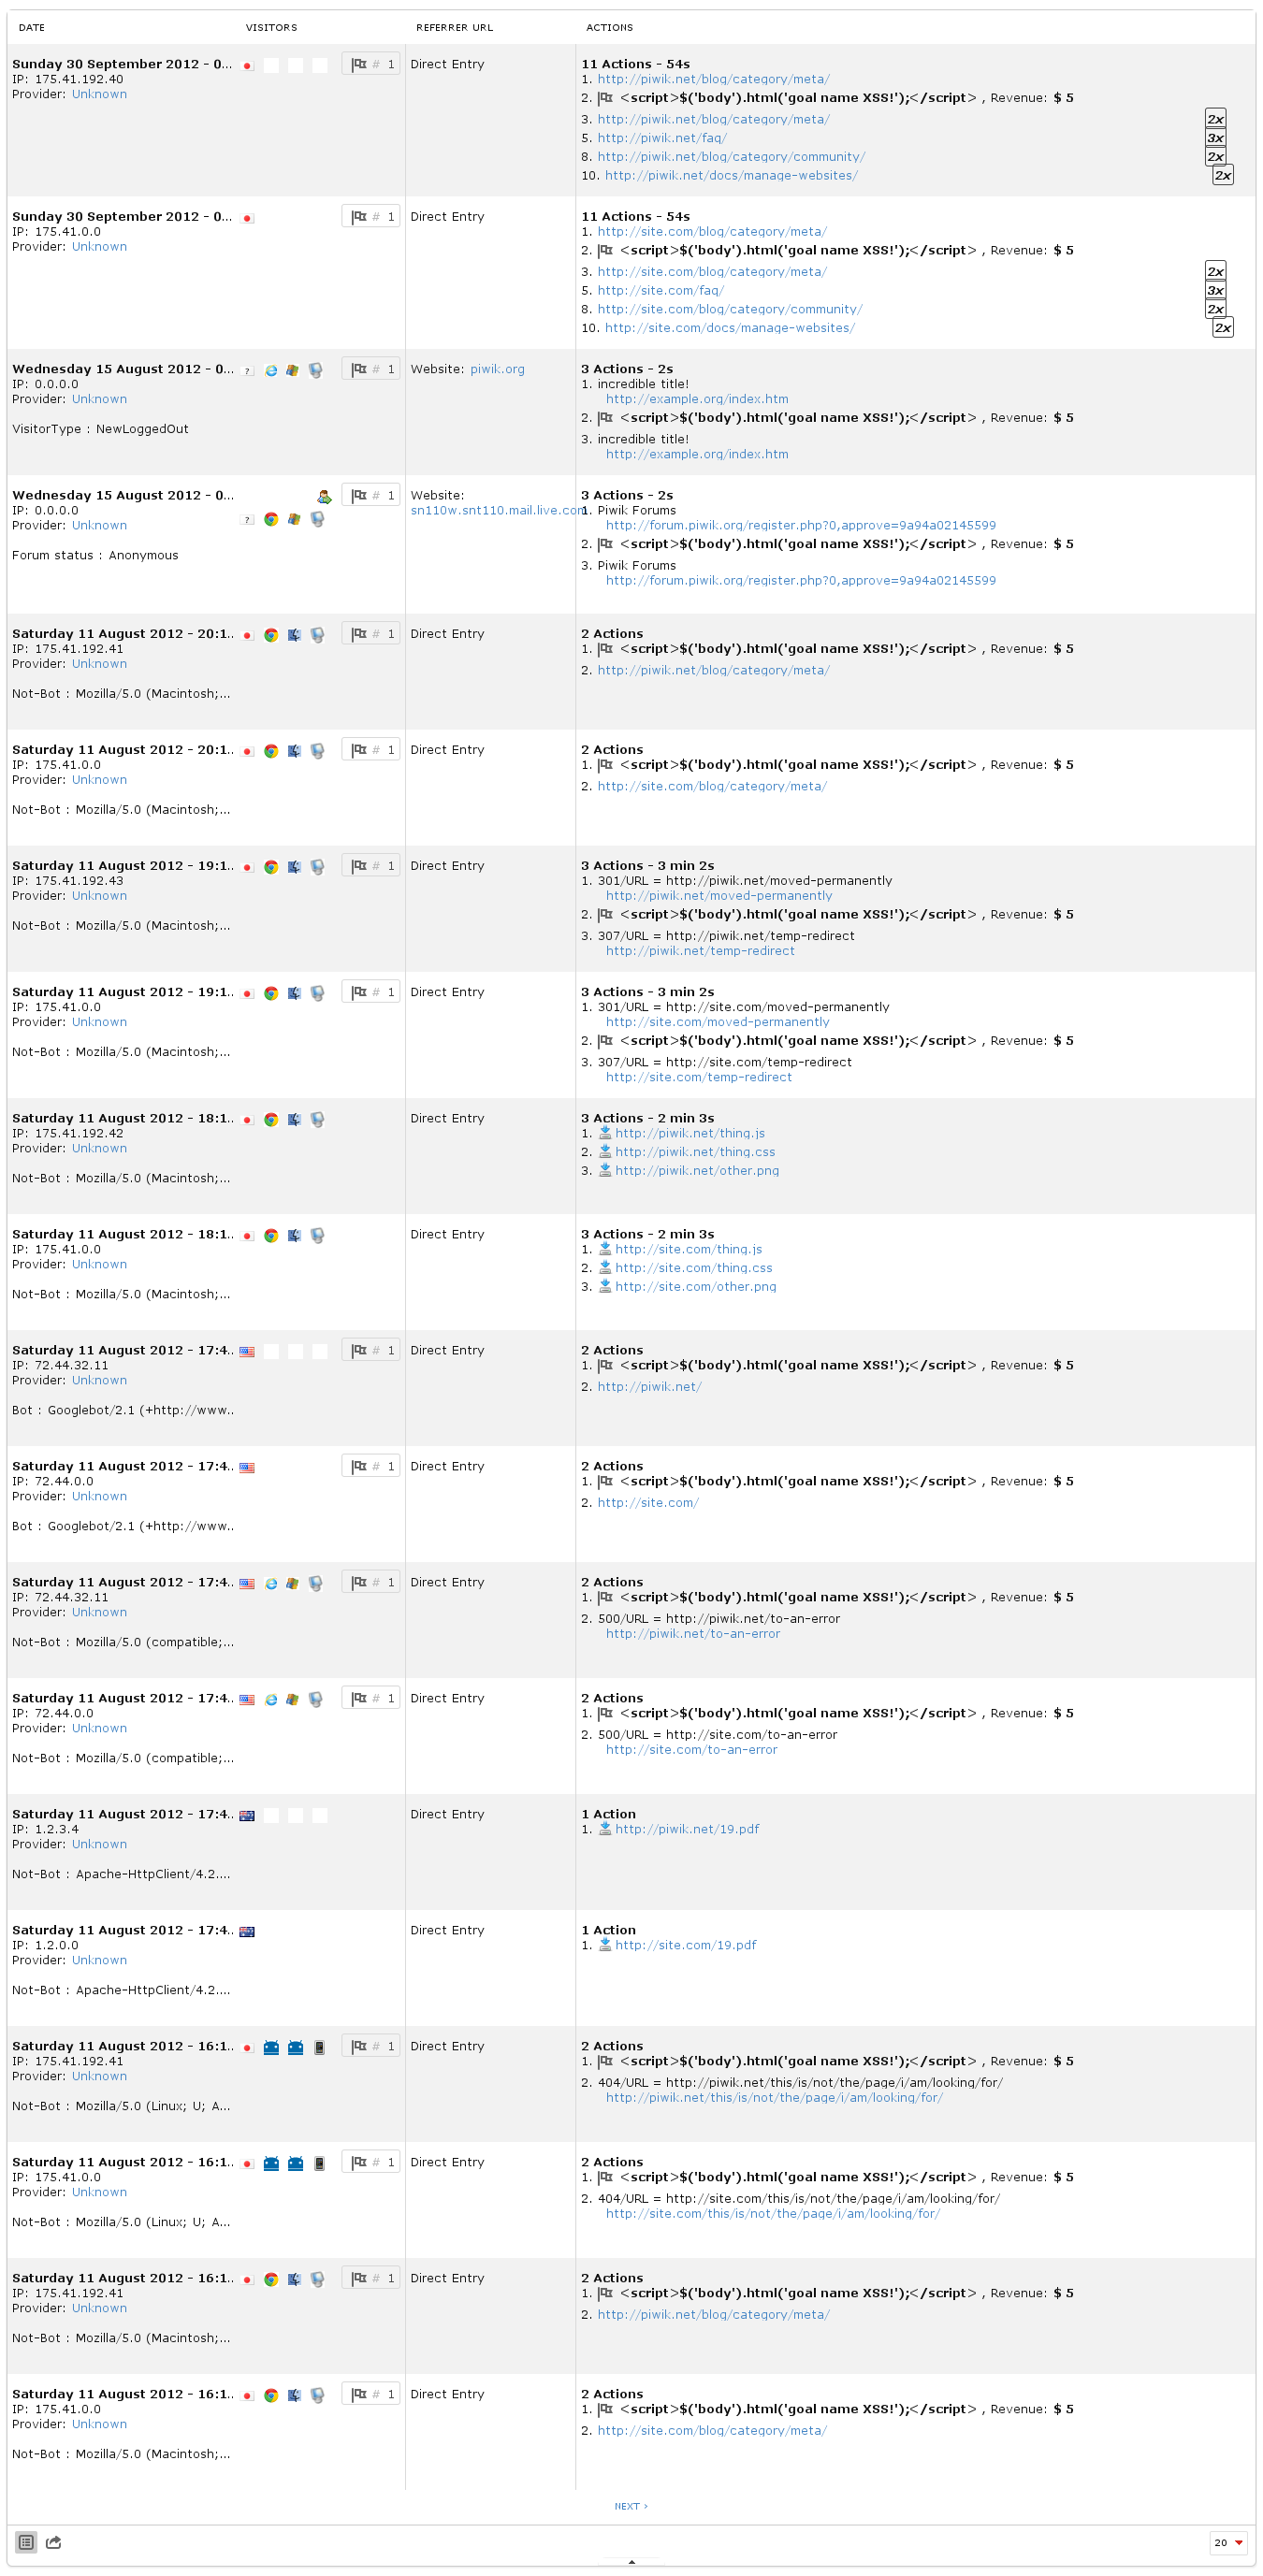 DATE VISITORS REFERRER URL ACTIONS
Sunday 30 September 2012 - 0... # 1 Direct Entry 11 Actions - 54s
IP: 175.41.192.40 1. http://piwik.net/blog/category/meta/
Provider: Unknown 2. <script>$('body').html('goal name XSS!');</script> , Revenue: $ 5
3. http://piwik.net/blog/category/meta/ 2x
5. http://piwik.net/faq/ 3x
8. http://piwik.net/blog/category/community/ 2x
10. http://piwik.net/docs/manage-websites/ 2x
Sunday 30 September 2012 - 0... # 1 Direct Entry 11 Actions - 54s
IP: 175.41.0.0 1. http://site.com/blog/category/meta/
Provider: Unknown 2. <script>$('body').html('goal name XSS!');</script> , Revenue: $ 5
3. http://site.com/blog/category/meta/ 2x
5. http://site.com/faq/ 3x
8. http://site.com/blog/category/community/ 2x
10. http://site.com/docs/manage-websites/ 2x
Wednesday 15 August 2012 - 0... ? # 1 Website: piwik.org 3 Actions - 2s
IP: 0.0.0.0 1. incredible title!
Provider: Unknown http://example.org/index.htm
2. <script>$('body').html('goal name XSS!');</script> , Revenue: $ 5
VisitorType : NewLoggedOut
3. incredible title!
http://example.org/index.htm
Wednesday 15 August 2012 - 0... # 1 Website: 3 Actions - 2s
IP: 0.0.0.0 sn110w.snt110.mail.live.com 1. Piwik Forums
Provider: Unknown ? http://forum.piwik.org/register.php?0,approve=9a94a02145599
2. <script>$('body').html('goal name XSS!');</script> , Revenue: $ 5
Forum status : Anonymous
3. Piwik Forums
http://forum.piwik.org/register.php?0,approve=9a94a02145599
Saturday 11 August 2012 - 20:1.. # 1 Direct Entry 2 Actions
IP: 175.41.192.41 1. <script>$('body').html('goal name XSS!');</script> , Revenue: $ 5
Provider: Unknown 2. http://piwik.net/blog/category/meta/
Not-Bot : Mozilla/5.0 (Macintosh;...
Saturday 11 August 2012 - 20:1.. # 1 Direct Entry 2 Actions
IP: 175.41.0.0 1. <script>$('body').html('goal name XSS!');</script> , Revenue: $ 5
Provider: Unknown 2. http://site.com/blog/category/meta/
Not-Bot : Mozilla/5.0 (Macintosh;...
Saturday 11 August 2012 - 19:1.. # 1 Direct Entry 3 Actions - 3 min 2s
IP: 175.41.192.43 1. 301/URL = http://piwik.net/moved-permanently
Provider: Unknown http://piwik.net/moved-permanently
2. <script>$('body').html('goal name XSS!');</script> , Revenue: $ 5
Not-Bot : Mozilla/5.0 (Macintosh;...
3. 307/URL = http://piwik.net/temp-redirect
http://piwik.net/temp-redirect
Saturday 11 August 2012 - 19:1.. # 1 Direct Entry 3 Actions - 3 min 2s
IP: 175.41.0.0 1. 301/URL = http://site.com/moved-permanently
Provider: Unknown http://site.com/moved-permanently
2. <script>$('body').html('goal name XSS!');</script> , Revenue: $ 5
Not-Bot : Mozilla/5.0 (Macintosh;...
3. 307/URL = http://site.com/temp-redirect
http://site.com/temp-redirect
Saturday 11 August 2012 - 18:1.. Direct Entry 3 Actions - 2 min 3s
IP: 175.41.192.42 1. http://piwik.net/thing.js
Provider: Unknown 2. http://piwik.net/thing.css
3. http://piwik.net/other.png
Not-Bot : Mozilla/5.0 (Macintosh;...
Saturday 11 August 2012 - 18:1.. Direct Entry 3 Actions - 2 min 3s
IP: 175.41.0.0 1. http://site.com/thing.js
Provider: Unknown 2. http://site.com/thing.css
3. http://site.com/other.png
Not-Bot : Mozilla/5.0 (Macintosh;...
Saturday 11 August 2012 - 17:4.. # 1 Direct Entry 2 Actions
IP: 72.44.32.11 1. <script>$('body').html('goal name XSS!');</script> , Revenue: $ 5
Provider: Unknown 2. http://piwik.net/
Bot : Googlebot/2.1 (+http://www..
Saturday 11 August 2012 - 17:4.. # 1 Direct Entry 2 Actions
IP: 72.44.0.0 1. <script>$('body').html('goal name XSS!');</script> , Revenue: $ 5
Provider: Unknown 2. http://site.com/
Bot : Googlebot/2.1 (+http://www..
Saturday 11 August 2012 - 17:4.. # 1 Direct Entry 2 Actions
IP: 72.44.32.11 1. <script>$('body').html('goal name XSS!');</script> , Revenue: $ 5
Provider: Unknown 2. 500/URL = http://piwik.net/to-an-error
http://piwik.net/to-an-error
Not-Bot : Mozilla/5.0 (compatible;...
Saturday 11 August 2012 - 17:4.. # 1 Direct Entry 2 Actions
IP: 72.44.0.0 1. <script>$('body').html('goal name XSS!');</script> , Revenue: $ 5
Provider: Unknown 2. 500/URL = http://site.com/to-an-error
http://site.com/to-an-error
Not-Bot : Mozilla/5.0 (compatible;...
Saturday 11 August 2012 - 17:4.. Direct Entry 1 Action
IP: 1.2.3.4 1. http://piwik.net/19.pdf
Provider: Unknown
Not-Bot : Apache-HttpClient/4.2....
Saturday 11 August 2012 - 17:4.. Direct Entry 1 Action
IP: 1.2.0.0 1. http://site.com/19.pdf
Provider: Unknown
Not-Bot : Apache-HttpClient/4.2....
Saturday 11 August 2012 - 16:1.. # 1 Direct Entry 2 Actions
IP: 175.41.192.41 1. <script>$('body').html('goal name XSS!');</script> , Revenue: $ 5
Provider: Unknown 2. 404/URL = http://piwik.net/this/is/not/the/page/i/am/looking/for/
http://piwik.net/this/is/not/the/page/i/am/looking/for/
Not-Bot : Mozilla/5.0 (Linux; U; A...
Saturday 11 August 2012 - 16:1.. # 1 Direct Entry 2 Actions
IP: 175.41.0.0 1. <script>$('body').html('goal name XSS!');</script> , Revenue: $ 5
Provider: Unknown 2. 404/URL = http://site.com/this/is/not/the/page/i/am/looking/for/
http://site.com/this/is/not/the/page/i/am/looking/for/
Not-Bot : Mozilla/5.0 (Linux; U; A...
Saturday 11 August 2012 - 16:1.. # 1 Direct Entry 2 Actions
IP: 175.41.192.41 1. <script>$('body').html('goal name XSS!');</script> , Revenue: $ 5
Provider: Unknown 2. http://piwik.net/blog/category/meta/
Not-Bot : Mozilla/5.0 (Macintosh;...
Saturday 11 August 2012 - 16:1.. # 1 Direct Entry 2 Actions
IP: 175.41.0.0 1. <script>$('body').html('goal name XSS!');</script> , Revenue: $ 5
Provider: Unknown 2. http://site.com/blog/category/meta/
Not-Bot : Mozilla/5.0 (Macintosh;...
NEXT ›
20